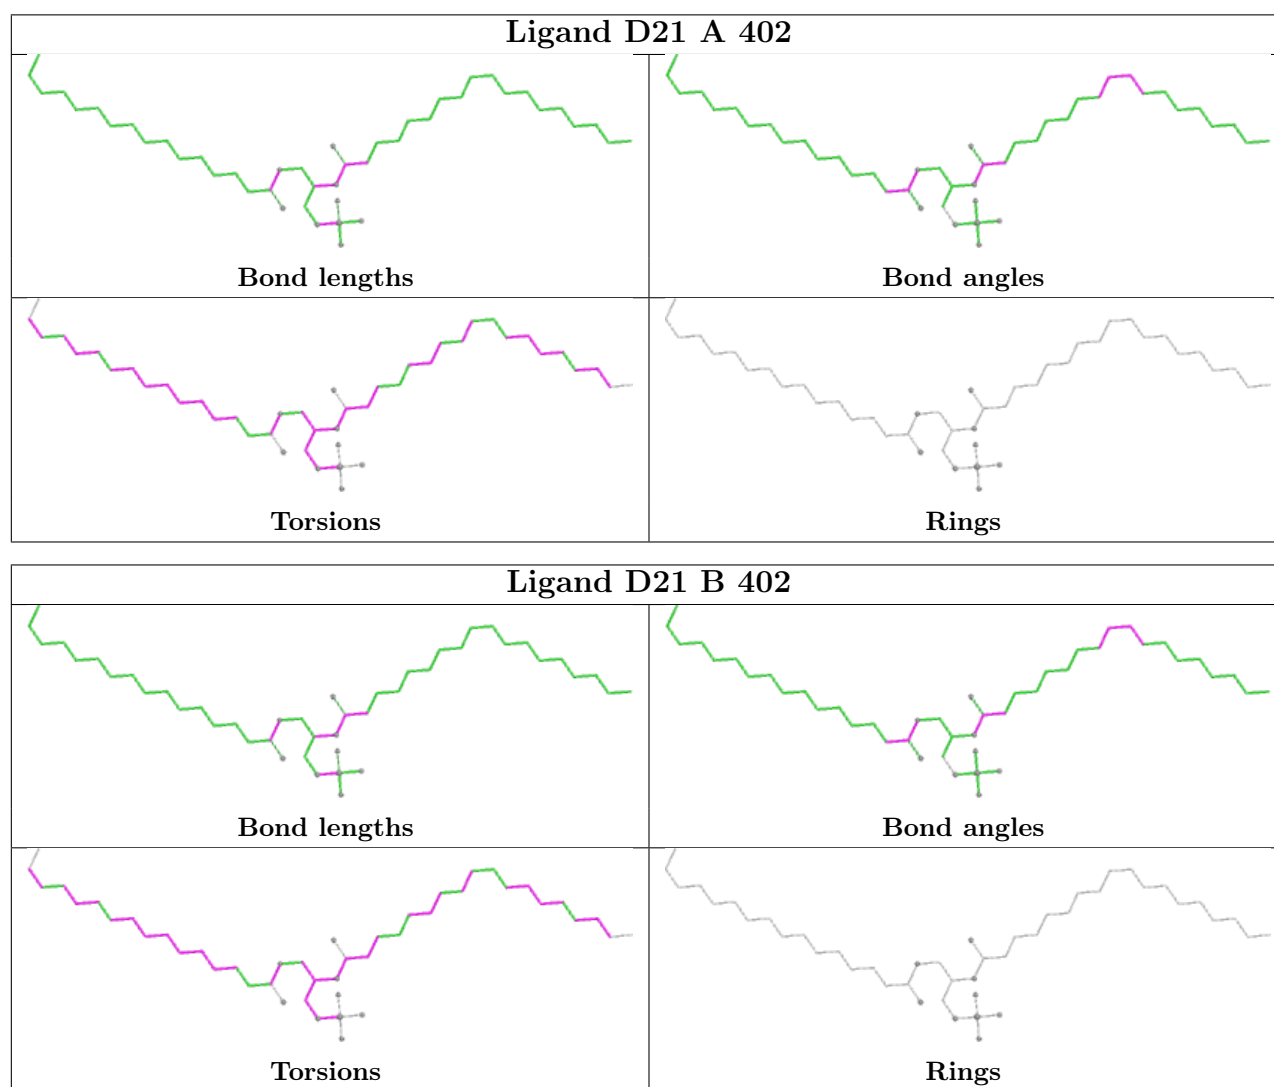 Ligand D21 A 402
Bond lengths
Bond angles
Torsions
Rings
Ligand D21 B 402
Bond lengths
Bond angles
Torsions
Rings